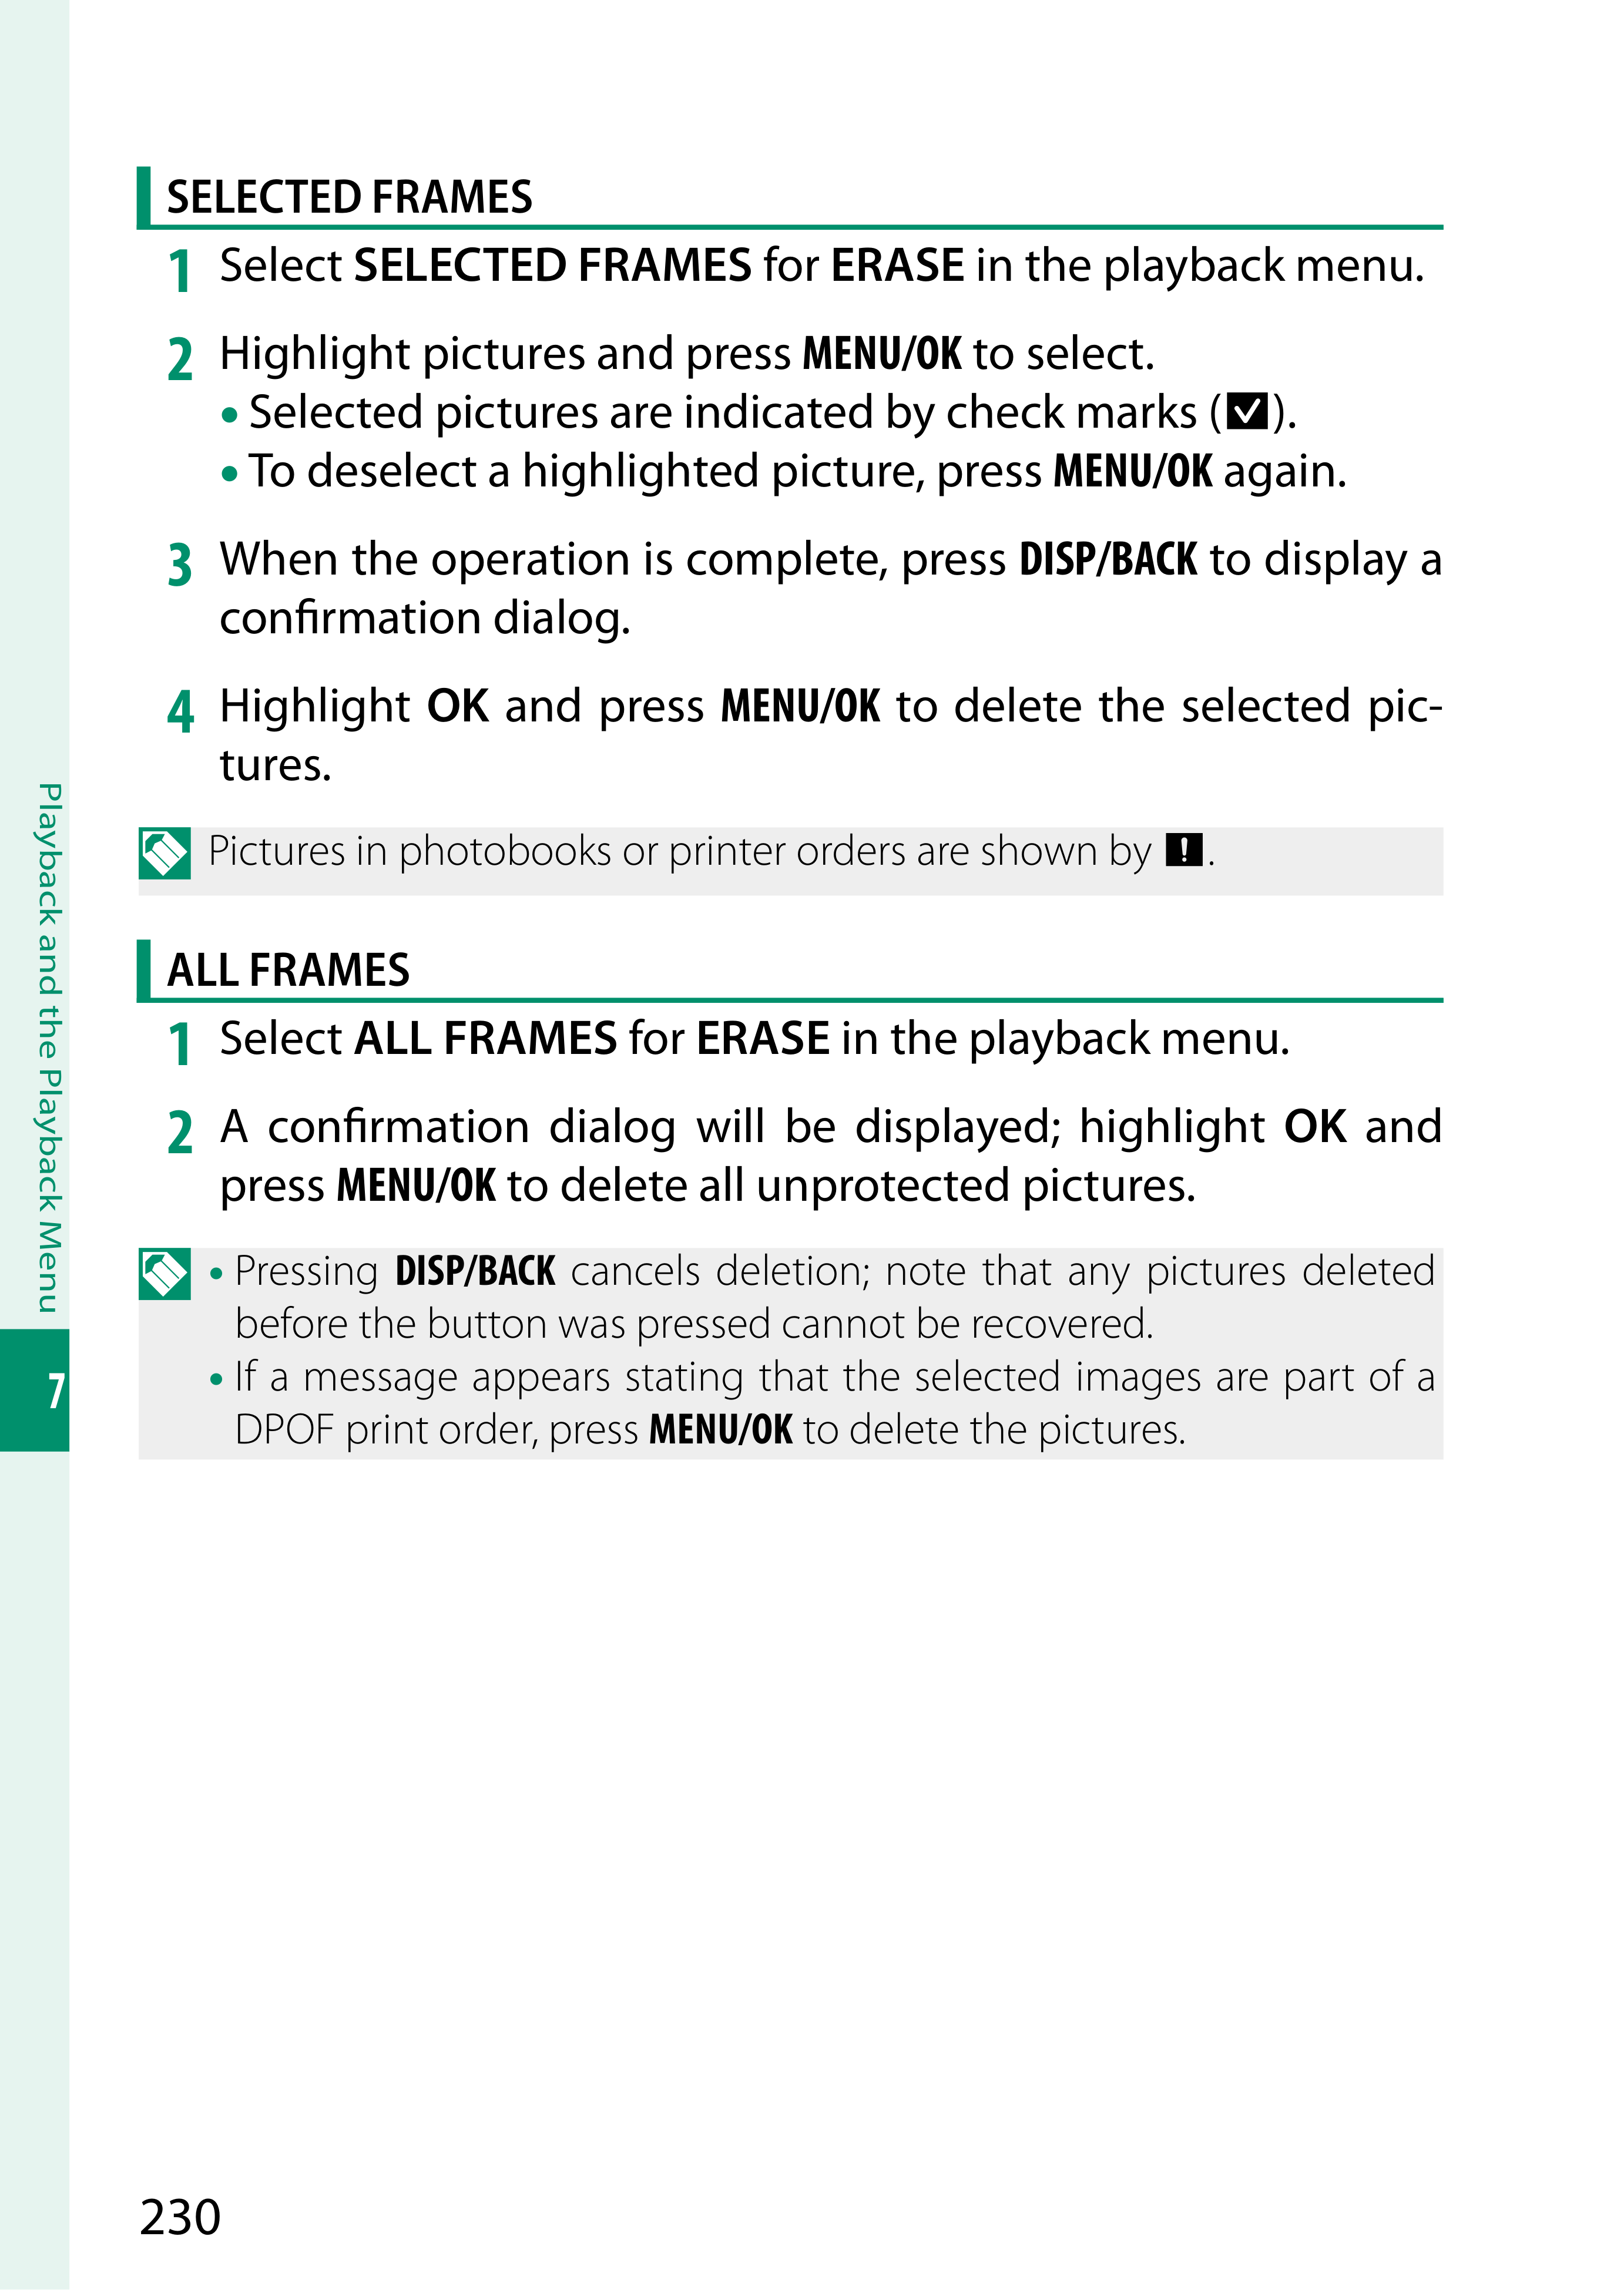 SELECTED FRAMES
1 Select SELECTED FRAMES for ERASE in the playback menu.
2 Highlight pictures and press MENU/OK to select.
• Selected pictures are indicated by check marks (☑).
• To deselect a highlighted picture, press MENU/OK again.
3 When the operation is complete, press DISP/BACK to display a
confirmation dialog.
4 Highlight OK and press MENU/OK to delete the selected pic-
tures.
Pictures in photobooks or printer orders are shown by !.
ALL FRAMES
1 Select ALL FRAMES for ERASE in the playback menu.
2 A confirmation dialog will be displayed; highlight OK and
press MENU/OK to delete all unprotected pictures.
• Pressing DISP/BACK cancels deletion; note that any pictures deleted
before the button was pressed cannot be recovered.
• If a message appears stating that the selected images are part of a
DPOF print order, press MENU/OK to delete the pictures.
Playback and the Playback Menu
7
230